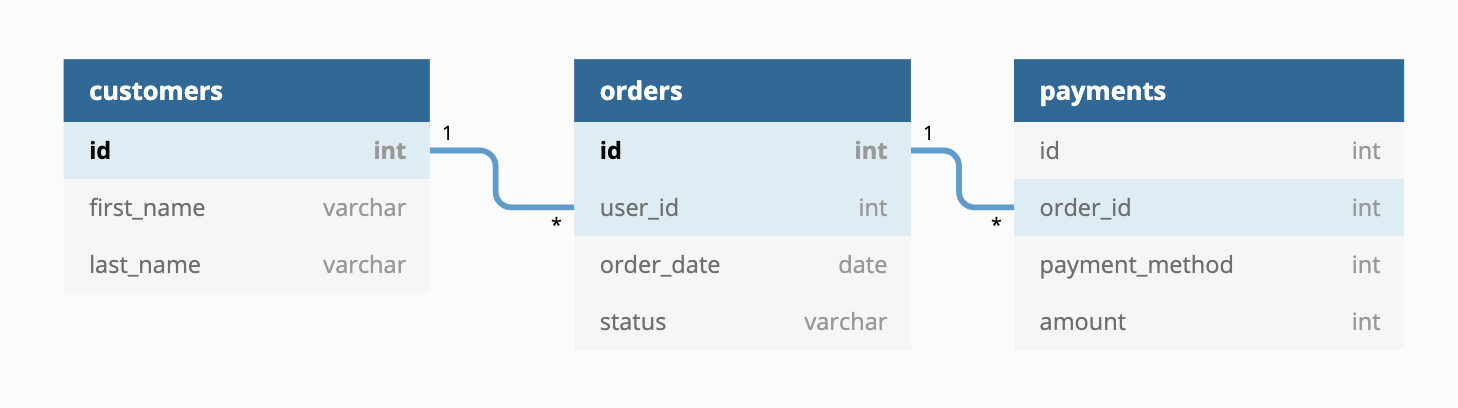 customers
id int
first_name varchar
last_name varchar
1
*
orders
id int
user_id int
order_date date
status varchar
1
*
payments
id int
order_id int
payment_method int
amount int